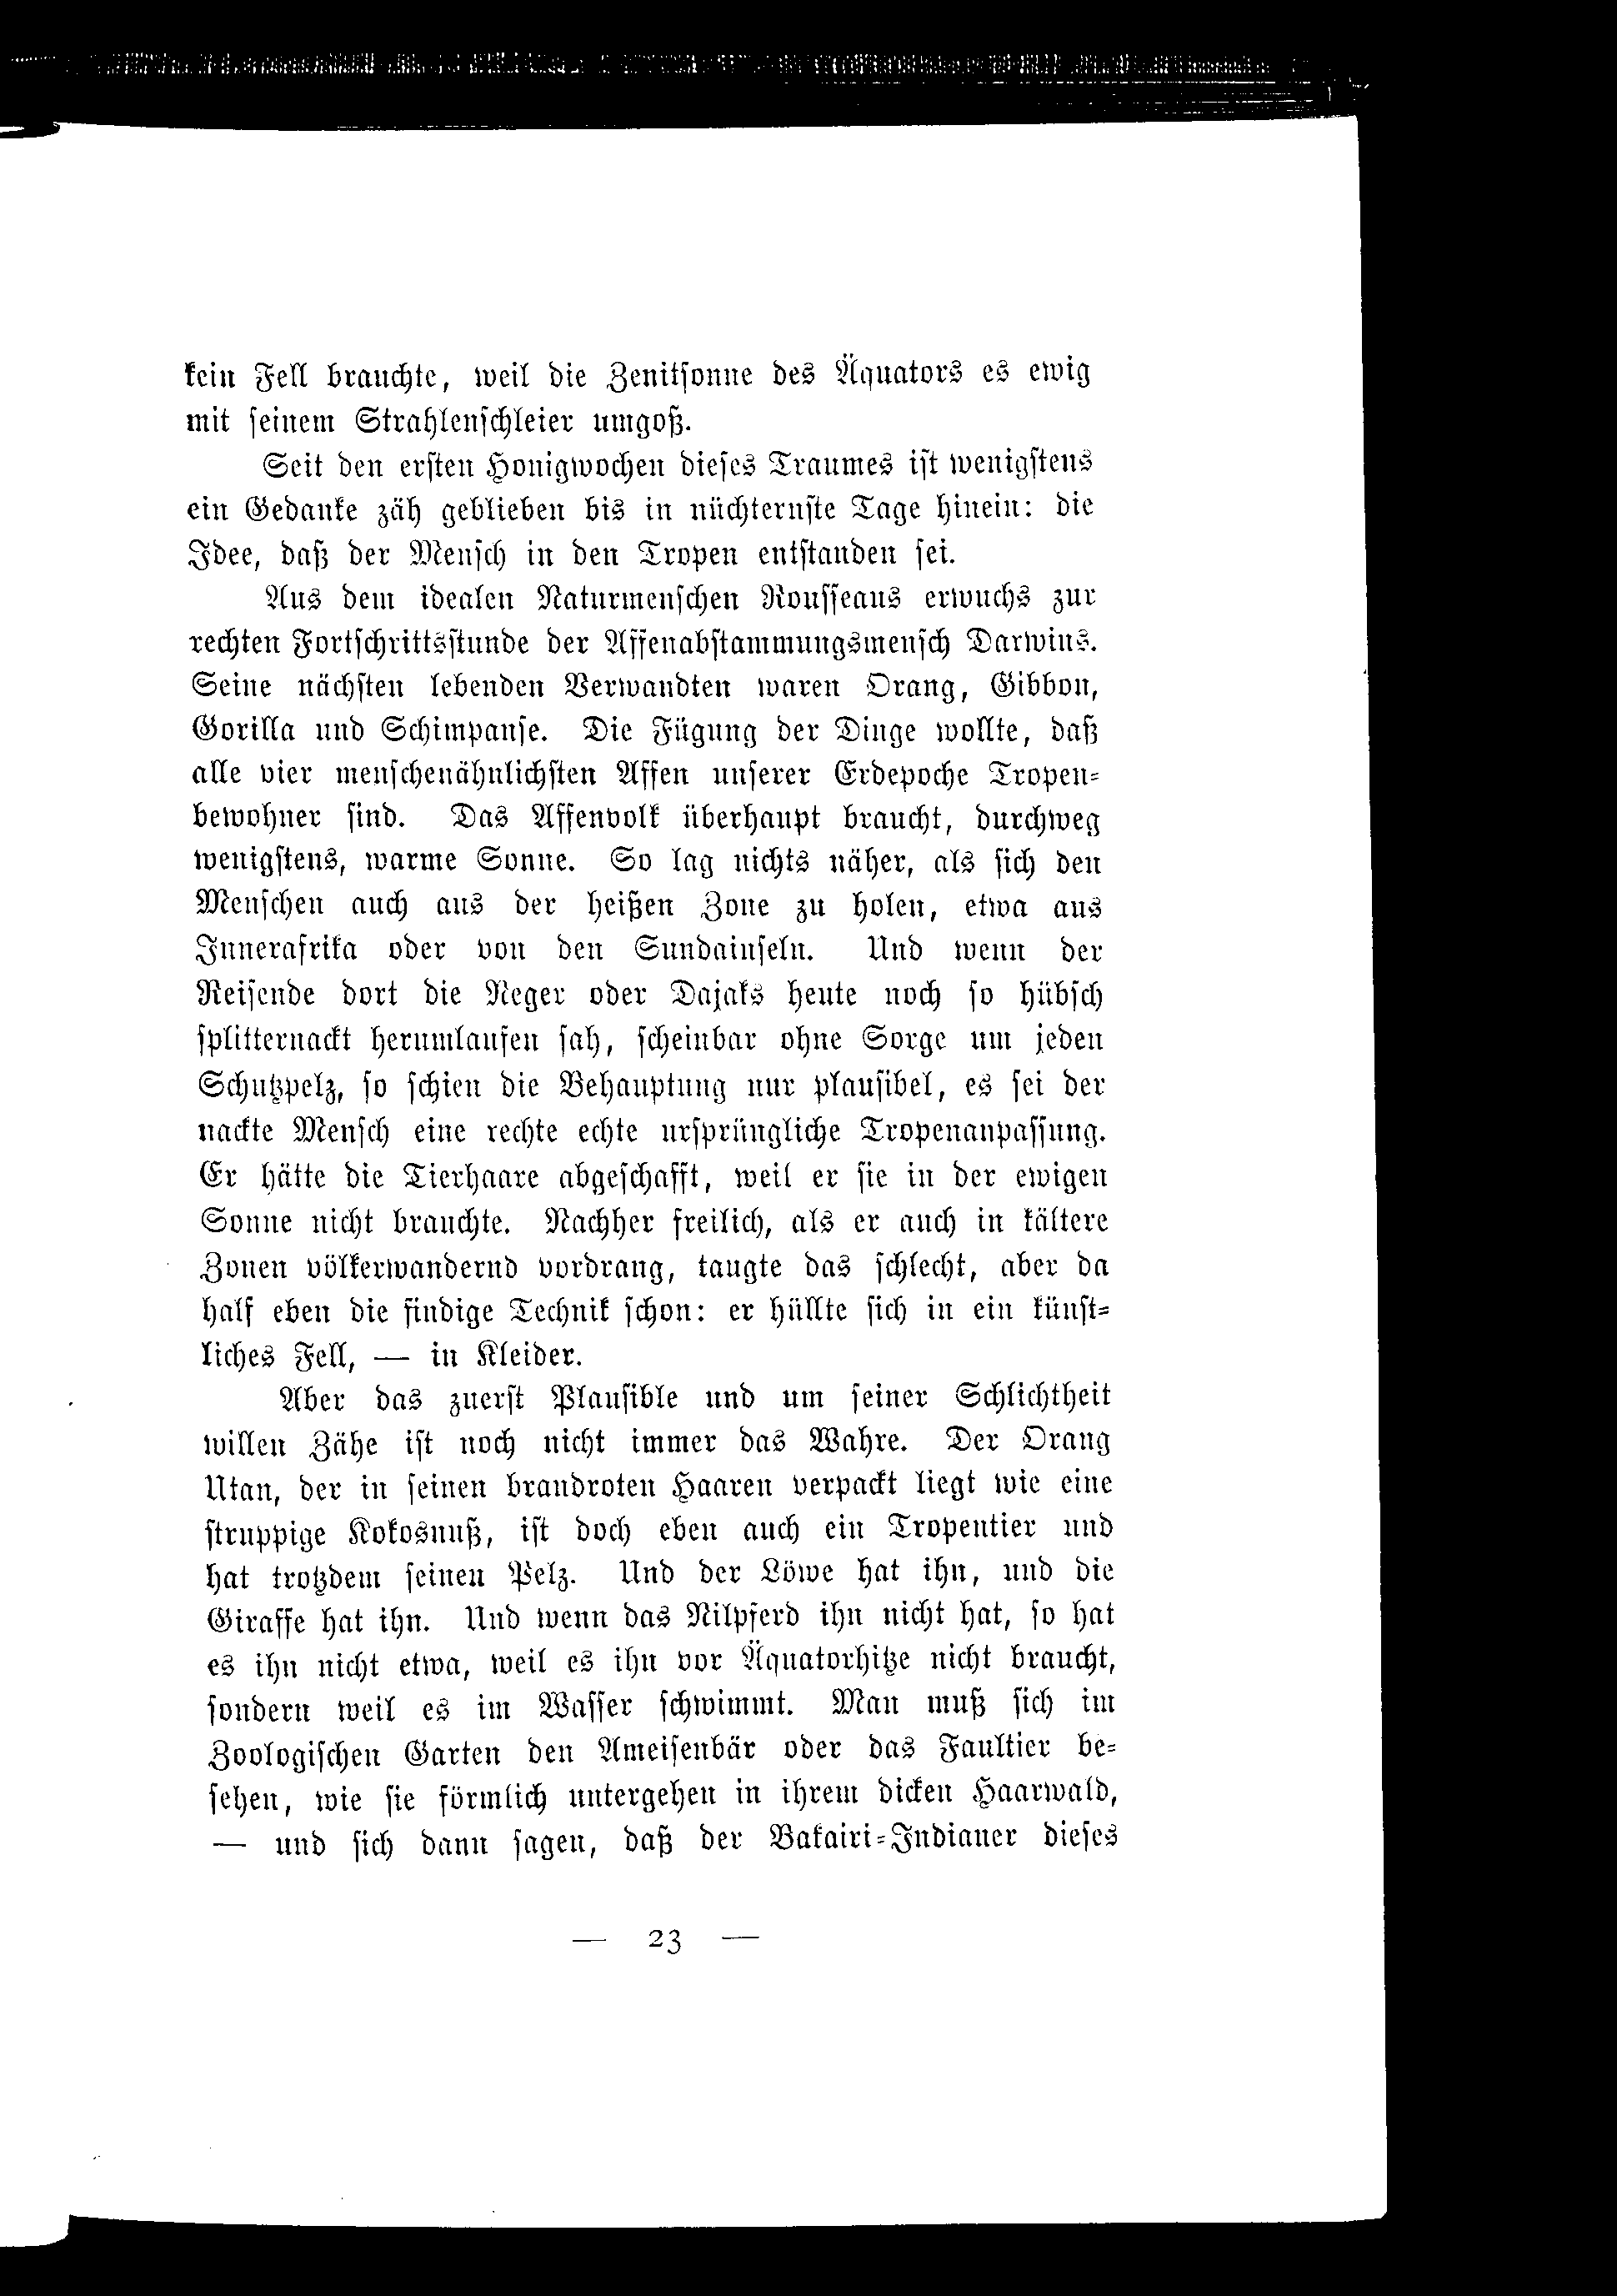 kein Fell brauchte, weil die Zenitsonne des Äquators es ewig
mit seinem Strahlenschleier umgoß.
Seit den ersten Honigwochen dieses Traumes ist wenigstens
ein Gedanke zäh geblieben bis in nüchternste Tage hinein: die
Idee, daß der Mensch in den Tropen entstanden sei.
Aus dem idealen Naturmenschen Rousseaus erwuchs zur
rechten Fortschrittsstunde der Affenabstammungsmensch Darwins.
Seine nächsten lebenden Verwandten waren Orang, Gibbon,
Gorilla und Schimpanse. Die Fügung der Dinge wollte, daß
alle vier menschenähnlichsten Affen unserer Erdepoche Tropen-
bewohner sind. Das Affenvolk überhaupt braucht, durchweg
wenigstens, warme Sonne. So lag nichts näher, als sich den
Menschen auch aus der heißen Zone zu holen, etwa aus
Innerafrika oder von den Sundainseln. Und wenn der
Reisende dort die Neger oder Dajaks heute noch so hübsch
splitternackt herumlaufen sah, scheinbar ohne Sorge um jeden
Schutzpelz, so schien die Behauptung nur plausibel, es sei der
nackte Mensch eine rechte echte ursprüngliche Tropenanpassung.
Er hätte die Tierhaare abgeschafft, weil er sie in der ewigen
Sonne nicht brauchte. Nachher freilich, als er auch in kältere
Zonen völkerwandernd vordrang, taugte das schlecht, aber da
half eben die findige Technik schon: er hüllte sich in ein künst-
liches Fell, — in Kleider.
Aber das zuerst Plausible und um seiner Schlichtheit
willen Zähe ist noch nicht immer das Wahre. Der Orang
Utan, der in seinen brandroten Haaren verpackt liegt wie eine
struppige Kokosnuß, ist doch eben auch ein Tropentier und
hat trotzdem seinen Pelz. Und der Löwe hat ihn, und die
Giraffe hat ihn. Und wenn das Nilpferd ihn nicht hat, so hat
es ihn nicht etwa, weil es ihn vor Äquatorhitze nicht braucht,
sondern weil es im Wasser schwimmt. Man muß sich im
Zoologischen Garten den Ameisenbär oder das Faultier be-
sehen, wie sie förmlich untergehen in ihrem dicken Haarwald,
— und sich dann sagen, daß der Bakairi-Indianer dieses
— 23 —